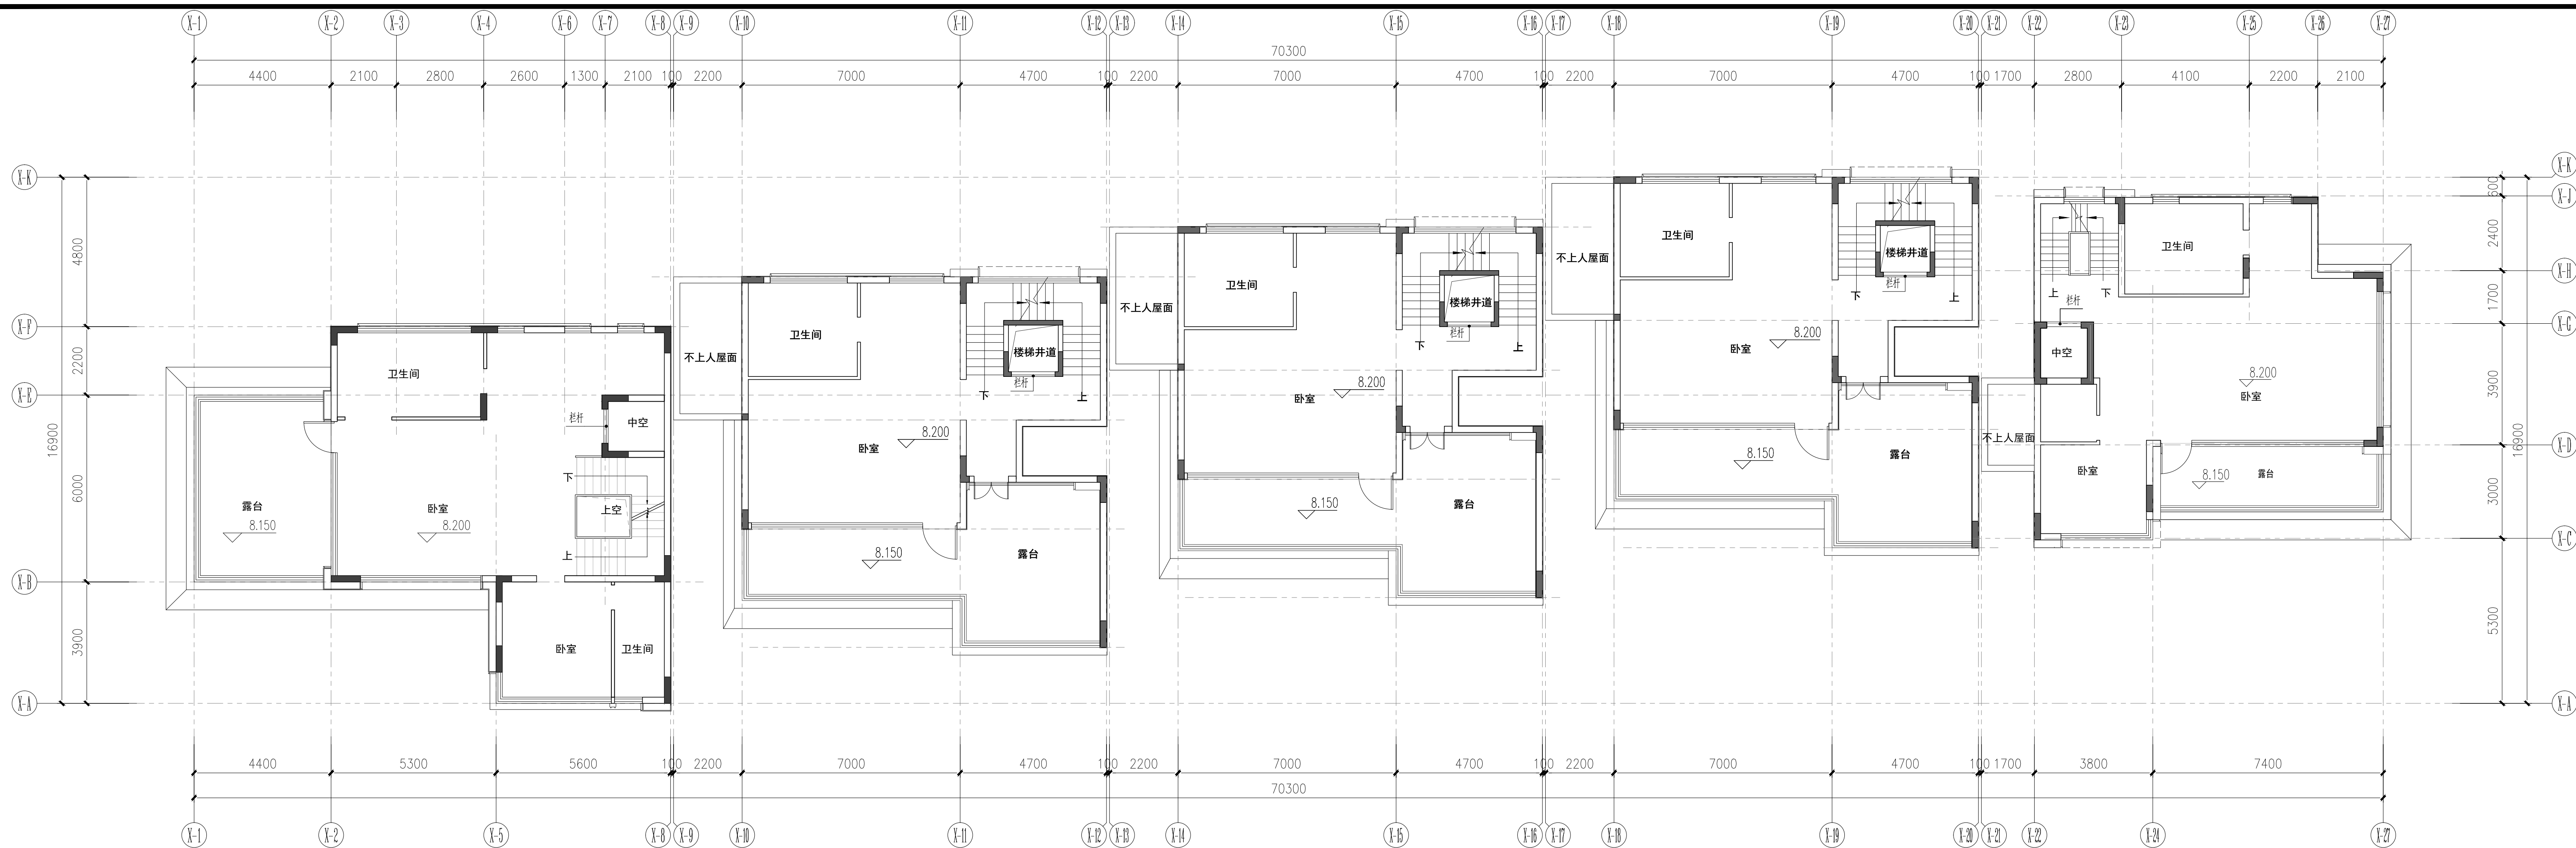 X-1 X-2 X-3 X-4 X-6 X-7 X-8 X-9 X-10 X-11 X-12 X-13 X-14 X-15 X-16 X-17 X-18 X-19 X-20 X-21 X-22 X-23 X-25 X-26 X-27
70300
4400 2100 2800 2600 1300 2100 100 2200 7000 4700 100 2200 7000 4700 100 2200 7000 4700 100 1700 2800 4100 2200 2100
X-K
X-F
X-E
X-B
X-A
16900
4800
2200
6000
3900
卫生间
栏杆
中空
下
上空
上
露台
8.150
卧室
8.200
卧室
卫生间
不上人屋面
卫生间
楼梯井道
栏杆
下
上
8.200
卧室
8.150
露台
不上人屋面
卫生间
楼梯井道
栏杆
下
上
8.200
卧室
8.150
露台
不上人屋面
卫生间
楼梯井道
栏杆
下
上
8.200
卧室
8.150
露台
卫生间
上
下
栏杆
中空
8.200
卧室
不上人屋面
卧室
8.150
露台
X-K
X-J
X-H
X-G
X-D
X-C
X-A
600
2400
1700
3900
3000
5300
16900
4400 5300 5600 100 2200 7000 4700 100 2200 7000 4700 100 2200 7000 4700 100 1700 3800 7400
70300
X-1 X-2 X-5 X-8 X-9 X-10 X-11 X-12 X-13 X-14 X-15 X-16 X-17 X-18 X-19 X-20 X-21 X-22 X-24 X-27